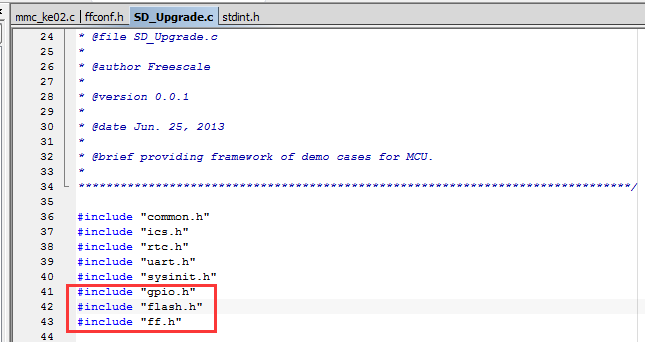 mmc_ke02.c ffconf.h SD_Upgrade.c stdint.h
24 * @file SD_Upgrade.c
25 *
26 * @author Freescale
27 *
28 * @version 0.0.1
29 *
30 * @date Jun. 25, 2013
31 *
32 * @brief providing framework of demo cases for MCU.
33 *
34 *******************************************************************************/
35
36 #include "common.h"
37 #include "ics.h"
38 #include "rtc.h"
39 #include "uart.h"
40 #include "sysinit.h"
41 #include "gpio.h"
42 #include "flash.h"
43 #include "ff.h"
44